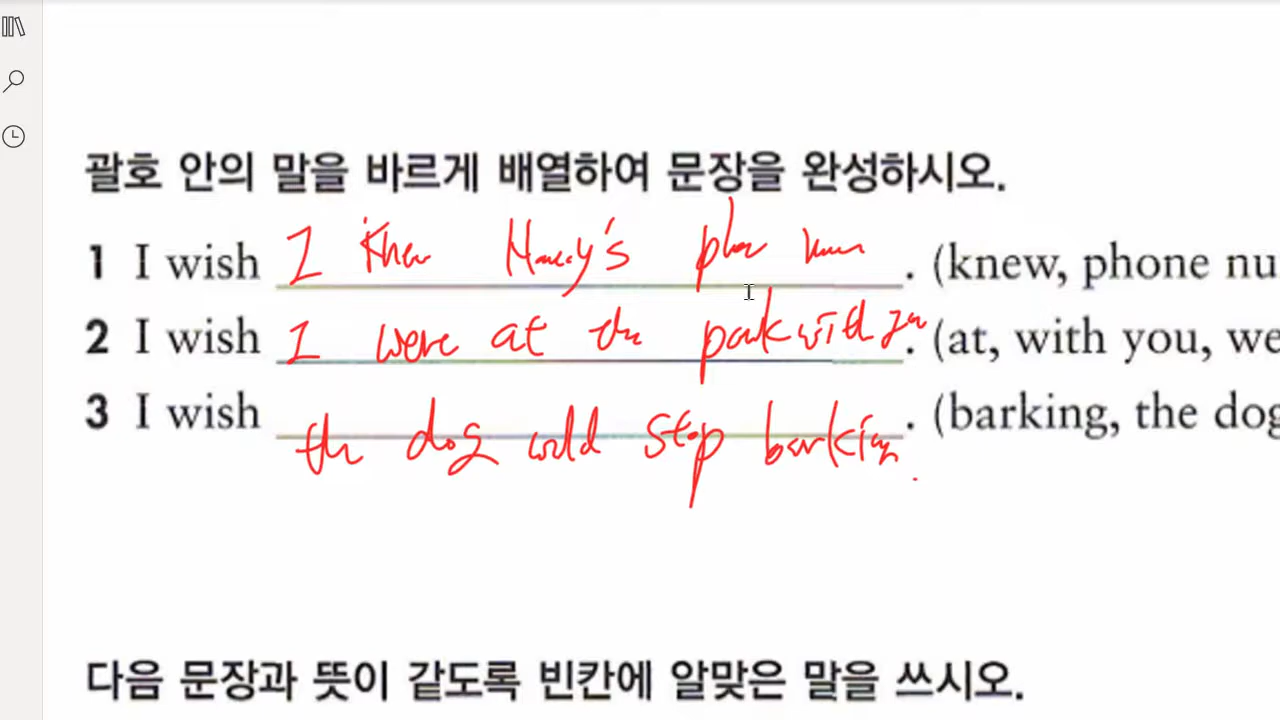 괄호 안의 말을 바르게 배열하여 문장을 완성하시오.
1 I wish I knew Nancy's phone . (knew, phone nu
2 I wish I were at the park with you . (at, with you, we
3 I wish the dog would stop barking . (barking, the dog
다음 문장과 뜻이 같도록 빈칸에 알맞은 말을 쓰시오.